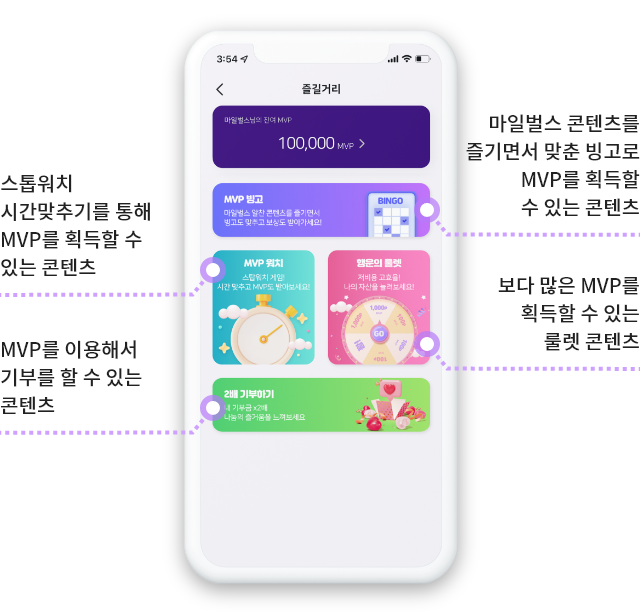 3:54
즐길거리
마일벌스님의 잔여 MVP
100,000 MVP
마일벌스 콘텐츠를
즐기면서 맞춘 빙고로
MVP를 획득할
수 있는 콘텐츠
스톱워치
시간맞추기를 통해
MVP를 획득할 수
있는 콘텐츠
MVP 빙고
마일벌스 알찬 콘텐츠를 즐기면서
빙고도 맞추고 보상도 받아가세요!
BINGO
MVP 워치
스탑워치 게임!
시간 맞추고 MVP도 받아보세요!
행운의 룰렛
저비용 고효율!
나의 자산을 늘려보세요!
1,000P
GO
보다 많은 MVP를
획득할 수 있는
룰렛 콘텐츠
MVP를 이용해서
기부를 할 수 있는
콘텐츠
2배 기부하기
내 기부금 x2배
나눔의 즐거움을 느껴보세요